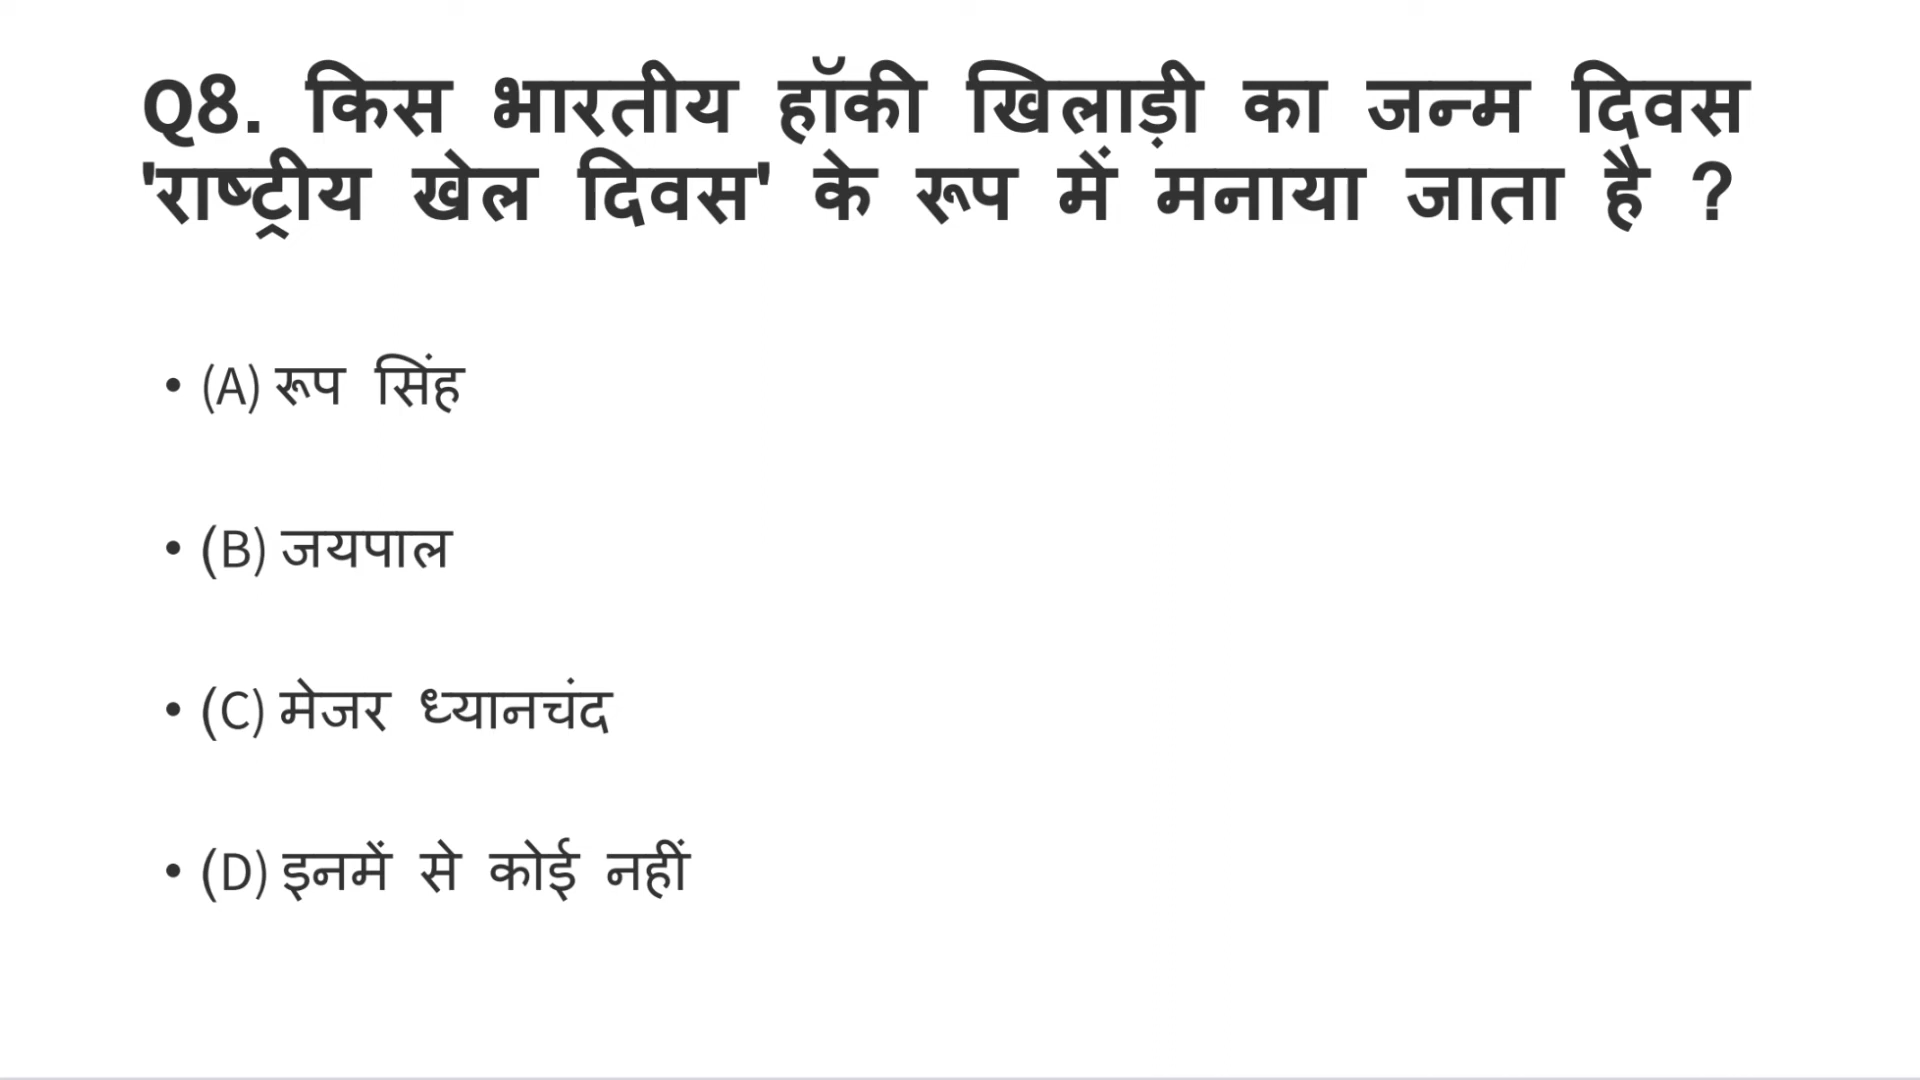 Q8. किस भारतीय हॉकी खिलाड़ी का जन्म दिवस
'राष्ट्रीय खेल दिवस' के रूप में मनाया जाता है ?
• (A) रूप सिंह
• (B) जयपाल
• (C) मेजर ध्यानचंद
• (D) इनमें से कोई नहीं